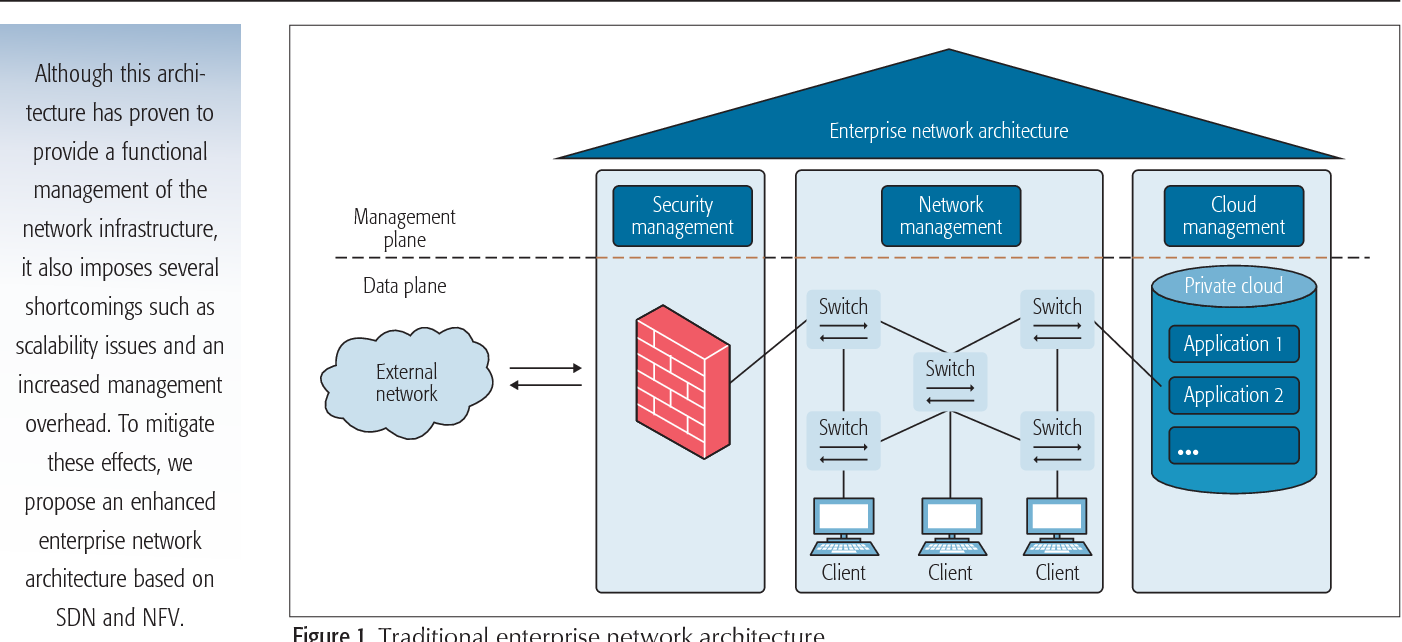 Although this archi-
tecture has proven to
provide a functional
management of the
network infrastructure,
it also imposes several
shortcomings such as
scalability issues and an
increased management
overhead. To mitigate
these effects, we
propose an enhanced
enterprise network
architecture based on
SDN and NFV.
Enterprise network architecture
Management
plane
Data plane
External
network
Security
management
Network
management
Cloud
management
Switch
Switch
Switch
Switch
Switch
Client
Client
Client
Private cloud
Application 1
Application 2
...
Figure 1. Traditional enterprise network architecture.